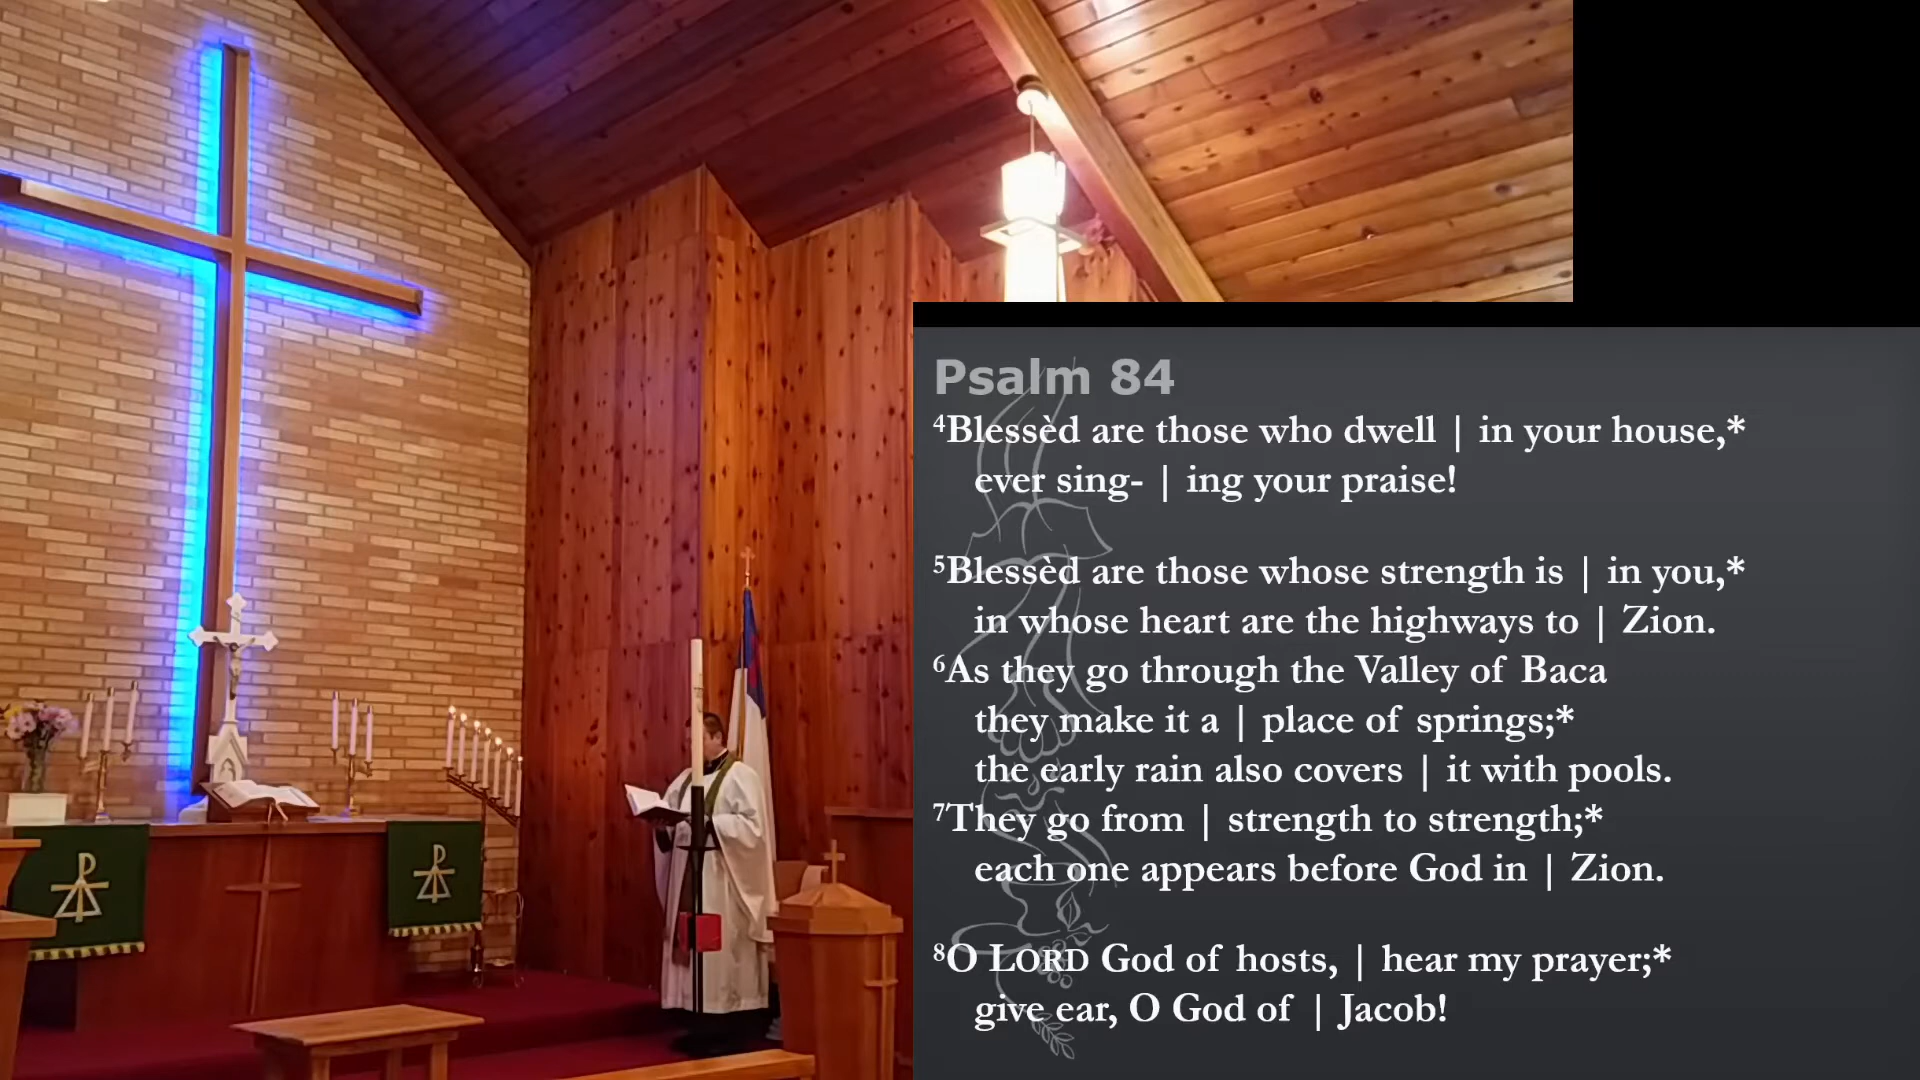 Psalm 84
⁴Blessèd are those who dwell | in your house,*
ever sing- | ing your praise!
⁵Blessèd are those whose strength is | in you,*
in whose heart are the highways to | Zion.
⁶As they go through the Valley of Baca
they make it a | place of springs;*
the early rain also covers | it with pools.
⁷They go from | strength to strength;*
each one appears before God in | Zion.
⁸O LORD God of hosts, | hear my prayer;*
give ear, O God of | Jacob!